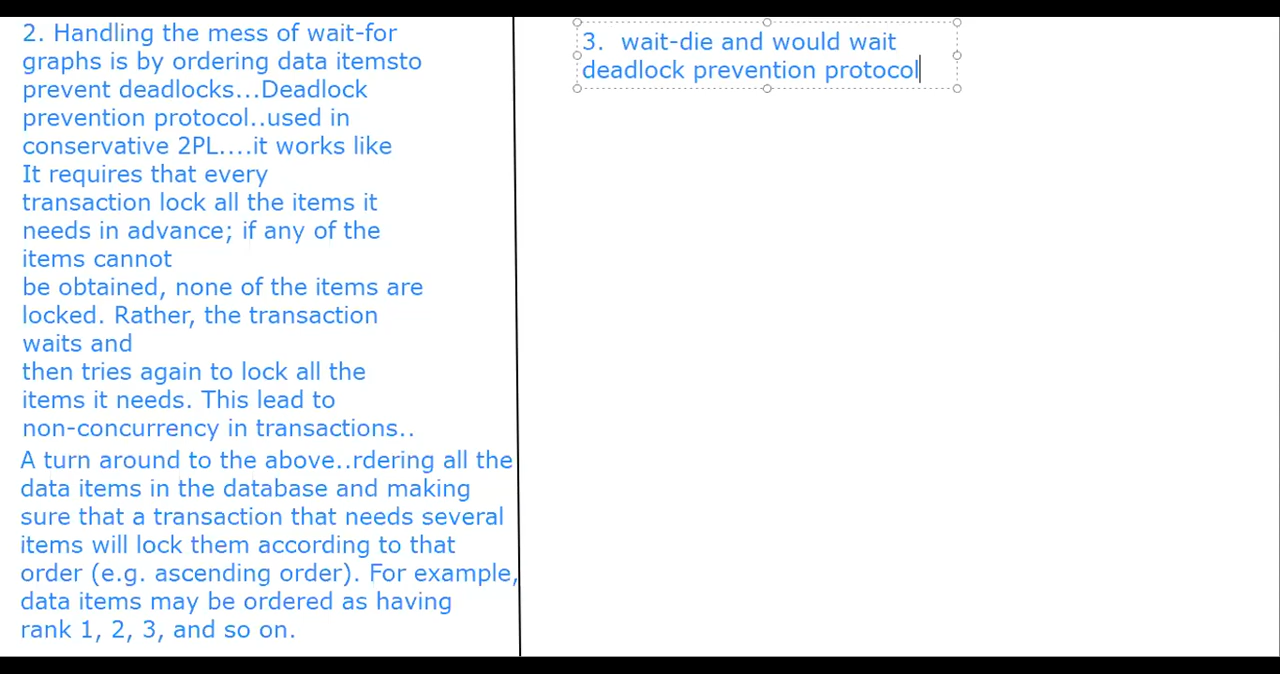 2. Handling the mess of wait-for
graphs is by ordering data itemsto
prevent deadlocks...Deadlock
prevention protocol..used in
conservative 2PL....it works like
It requires that every
transaction lock all the items it
needs in advance; if any of the
items cannot
be obtained, none of the items are
locked. Rather, the transaction
waits and
then tries again to lock all the
items it needs. This lead to
non-concurrency in transactions..
A turn around to the above..rdering all the
data items in the database and making
sure that a transaction that needs several
items will lock them according to that
order (e.g. ascending order). For example,
data items may be ordered as having
rank 1, 2, 3, and so on.
3. wait-die and would wait
deadlock prevention protocol